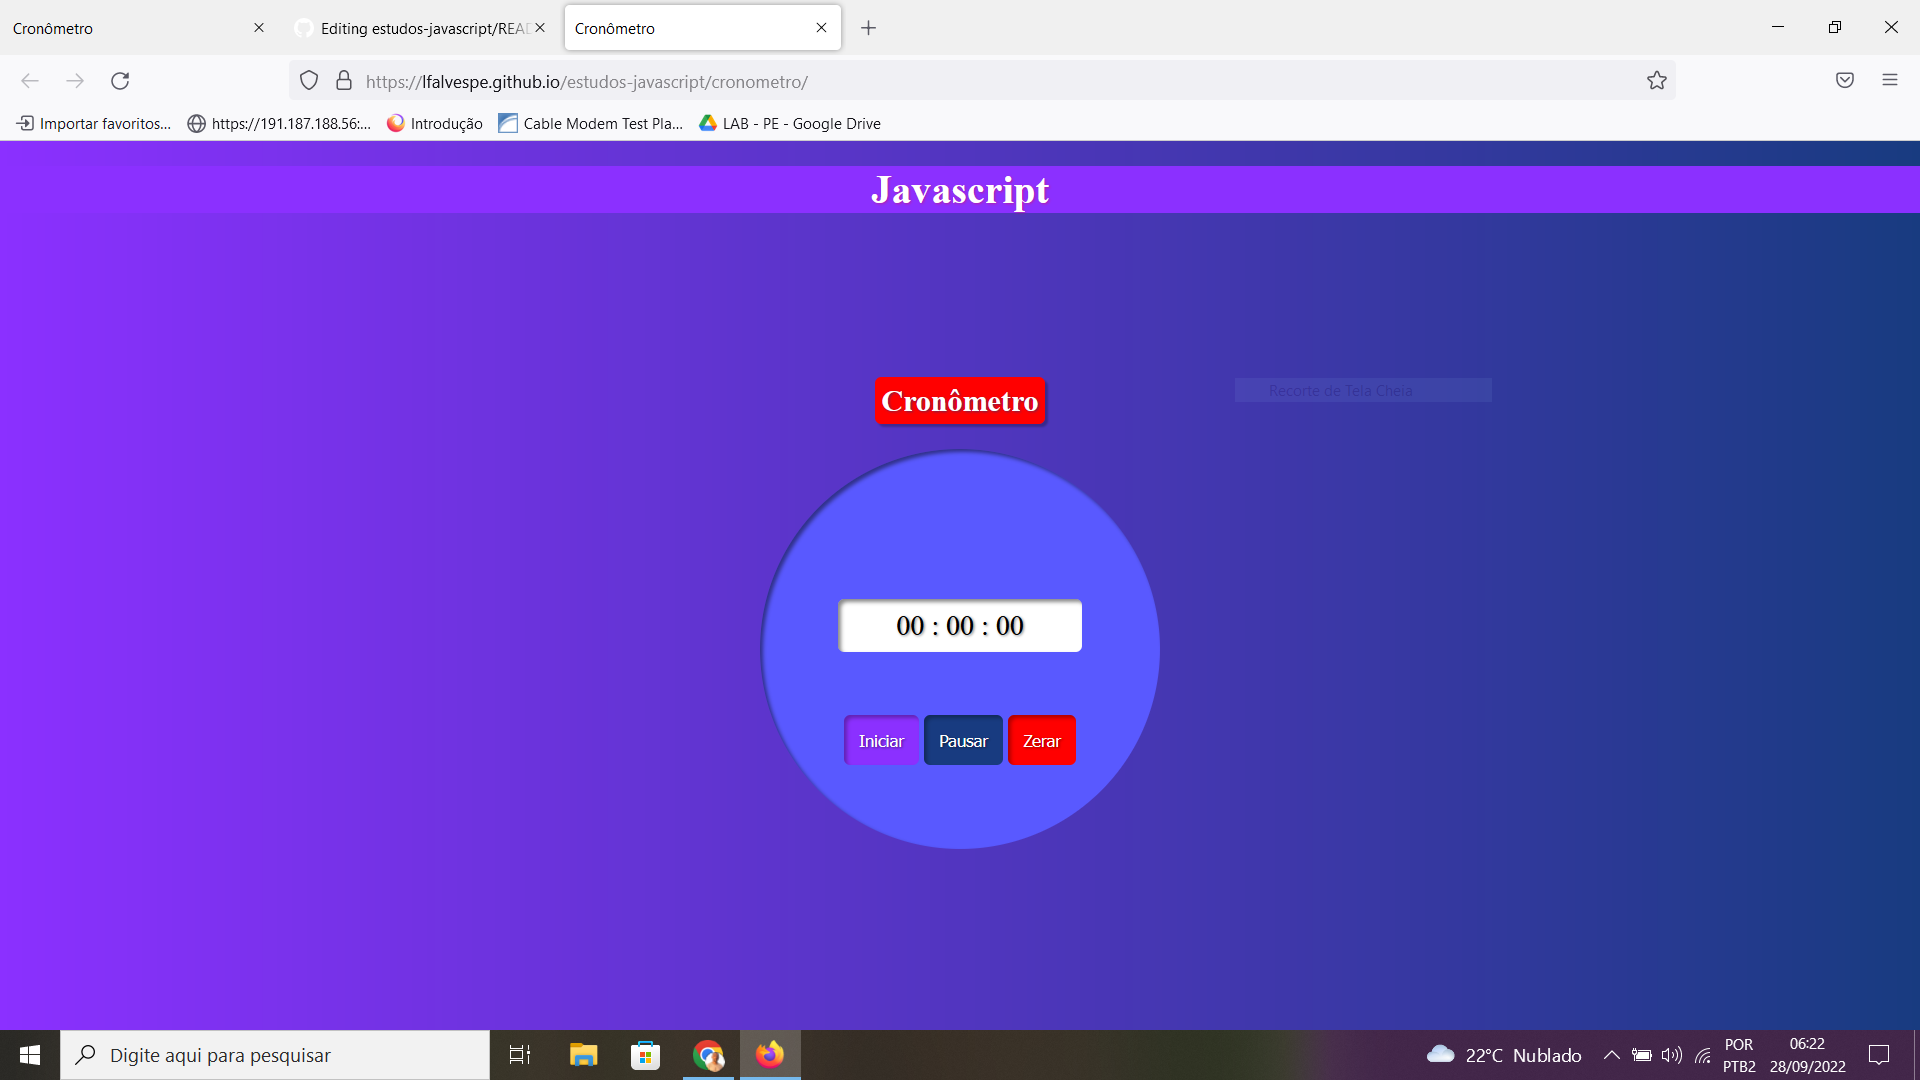 Cronômetro
Editing estudos-javascript/READ
Cronômetro
https://lfalvespe.github.io/estudos-javascript/cronometro/
Importar favoritos...
https://191.187.188.56:...
Introdução
Cable Modem Test Pla...
LAB - PE - Google Drive
Javascript
Cronômetro
Recorte de Tela Cheia
00 : 00 : 00
Iniciar
Pausar
Zerar
Digite aqui para pesquisar
22°C Nublado
POR
PTB2
06:22
28/09/2022